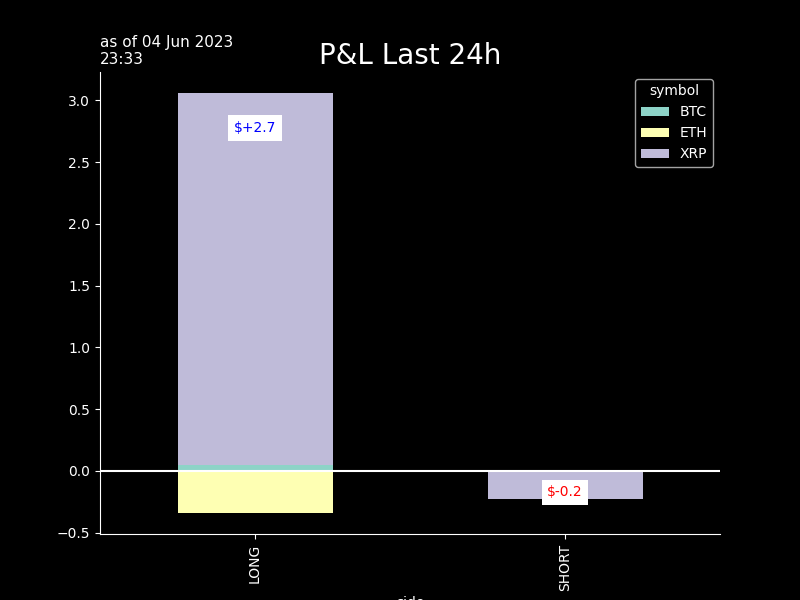 as of 04 Jun 2023
23:33
P&L Last 24h
symbol
BTC
ETH
XRP
3.0
2.5
2.0
1.5
1.0
0.5
0.0
−0.5
$+2.7
$-0.2
LONG
SHORT